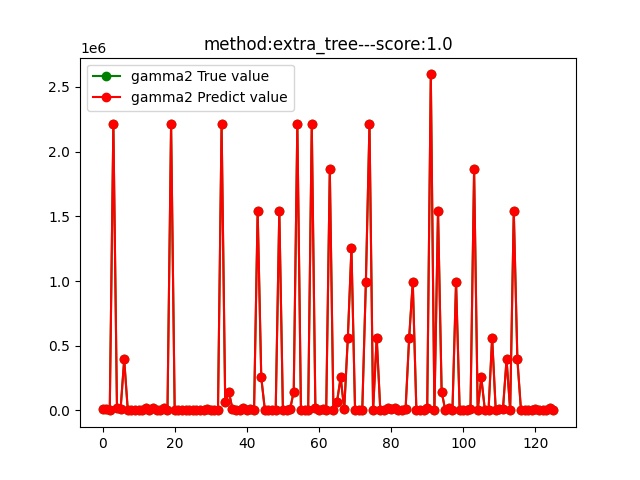 method:extra_tree---score:1.0
1e6
gamma2 True value
gamma2 Predict value
2.5
2.0
1.5
1.0
0.5
0.0
0 20 40 60 80 100 120